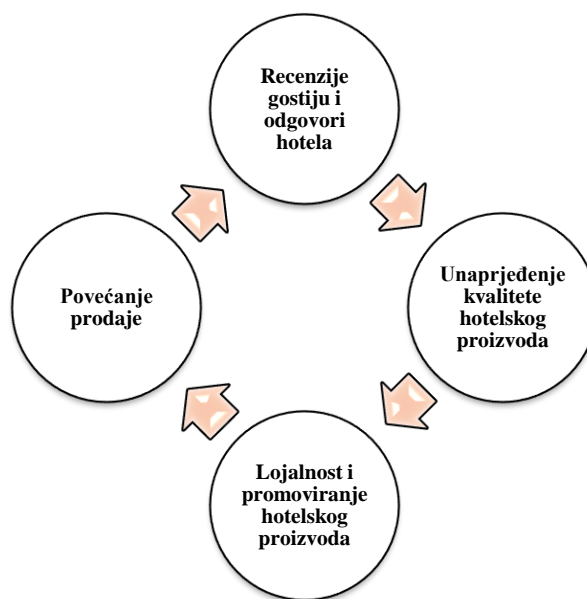 Recenzije
gostiju i
odgovori
hotela
Unaprjeđenje
kvalitete
hotelskog
proizvoda
Lojalnost i
promoviranje
hotelskog
proizvoda
Povećanje
prodaje